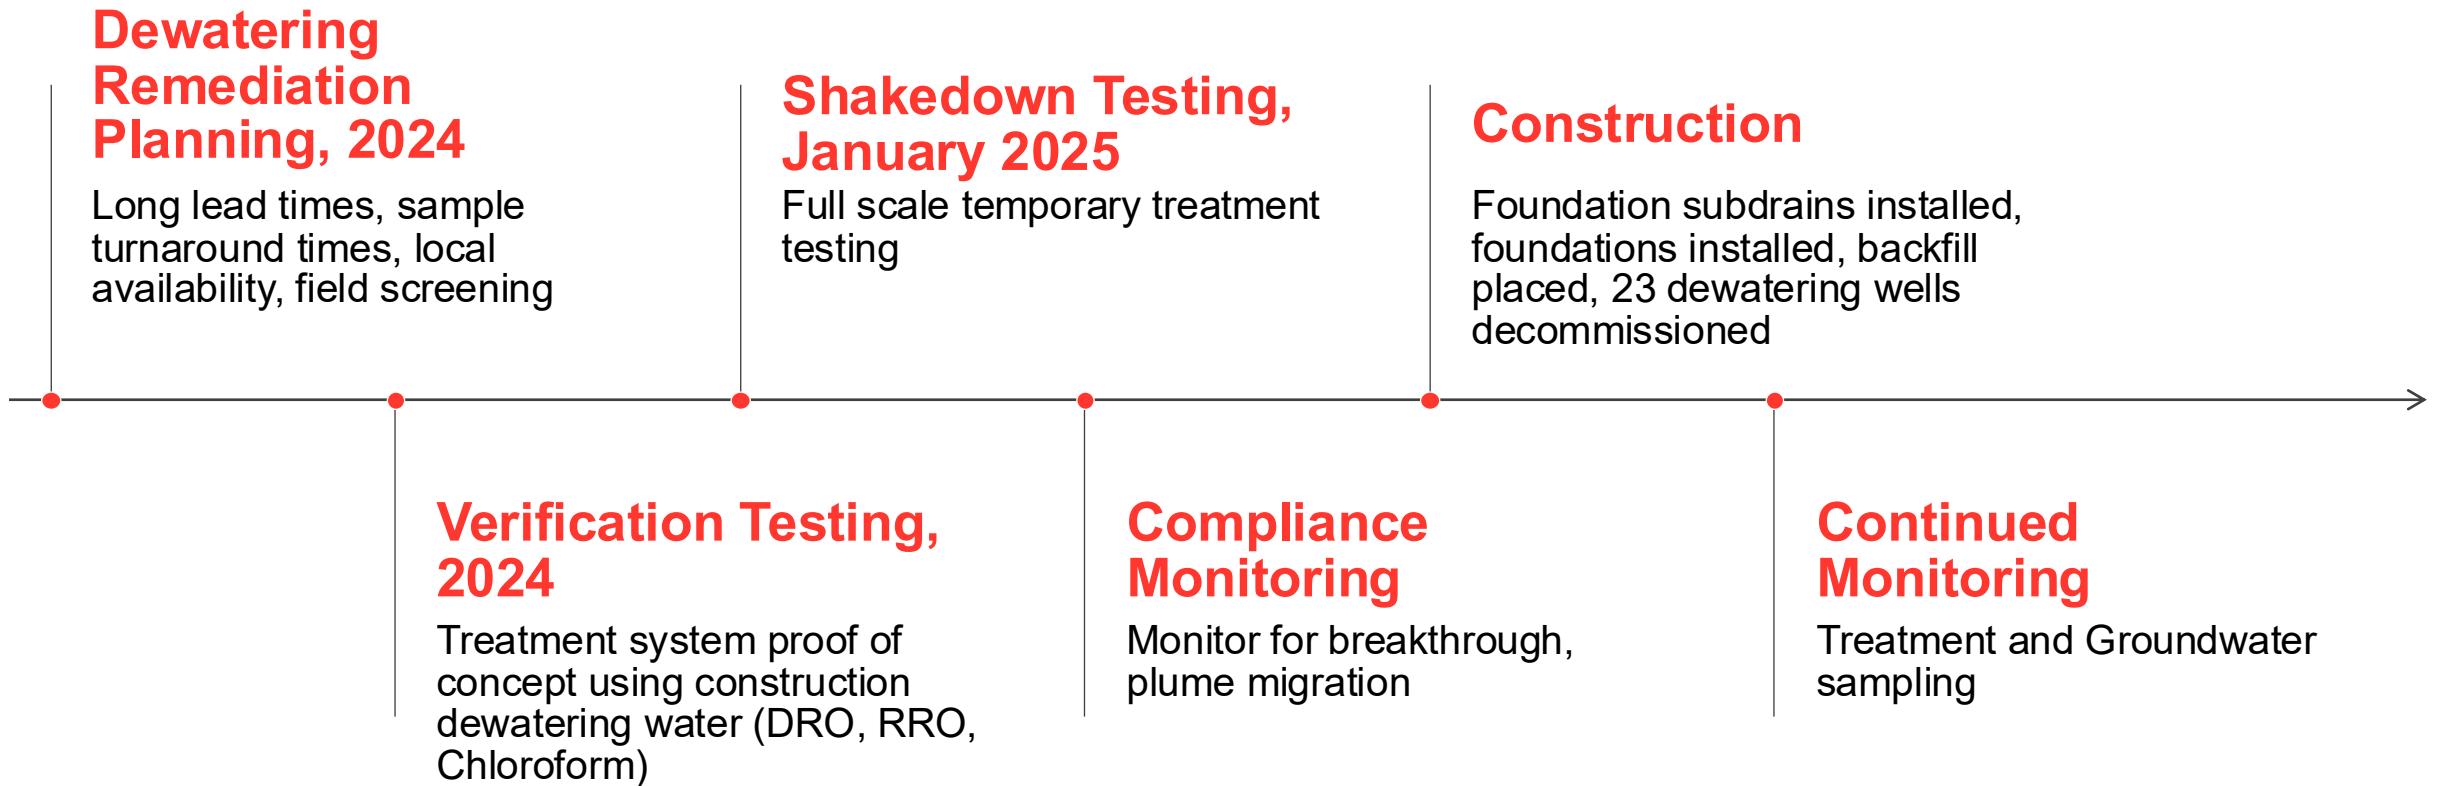 Dewatering
Remediation
Planning, 2024
Long lead times, sample
turnaround times, local
availability, field screening
Verification Testing,
2024
Treatment system proof of
concept using construction
dewatering water (DRO, RRO,
Chloroform)
Shakedown Testing,
January 2025
Full scale temporary treatment
testing
Compliance
Monitoring
Monitor for breakthrough,
plume migration
Construction
Foundation subdrains installed,
foundations installed, backfill
placed, 23 dewatering wells
decommissioned
Continued
Monitoring
Treatment and Groundwater
sampling